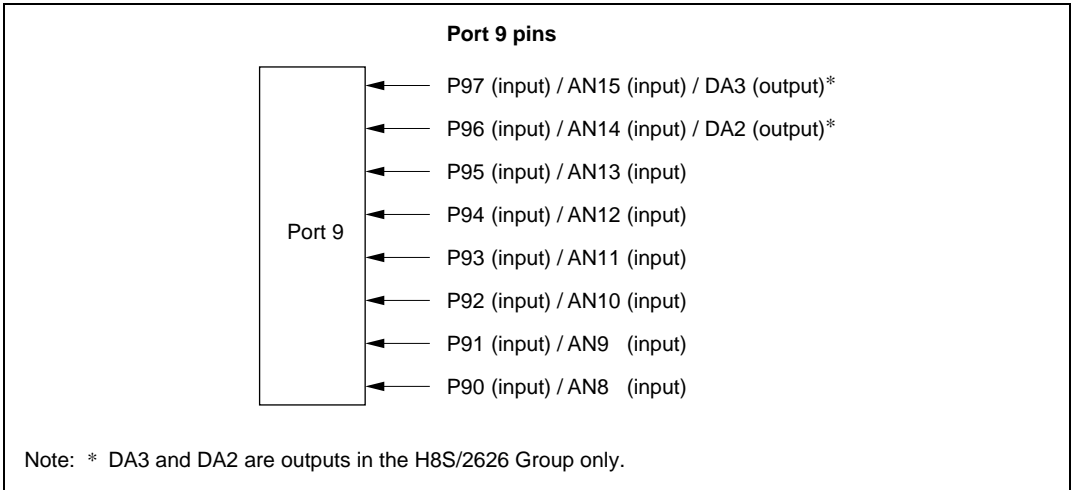 Port 9 pins
P97 (input) / AN15 (input) / DA3 (output)*
P96 (input) / AN14 (input) / DA2 (output)*
P95 (input) / AN13 (input)
P94 (input) / AN12 (input)
Port 9
P93 (input) / AN11 (input)
P92 (input) / AN10 (input)
P91 (input) / AN9 (input)
P90 (input) / AN8 (input)
Note: * DA3 and DA2 are outputs in the H8S/2626 Group only.